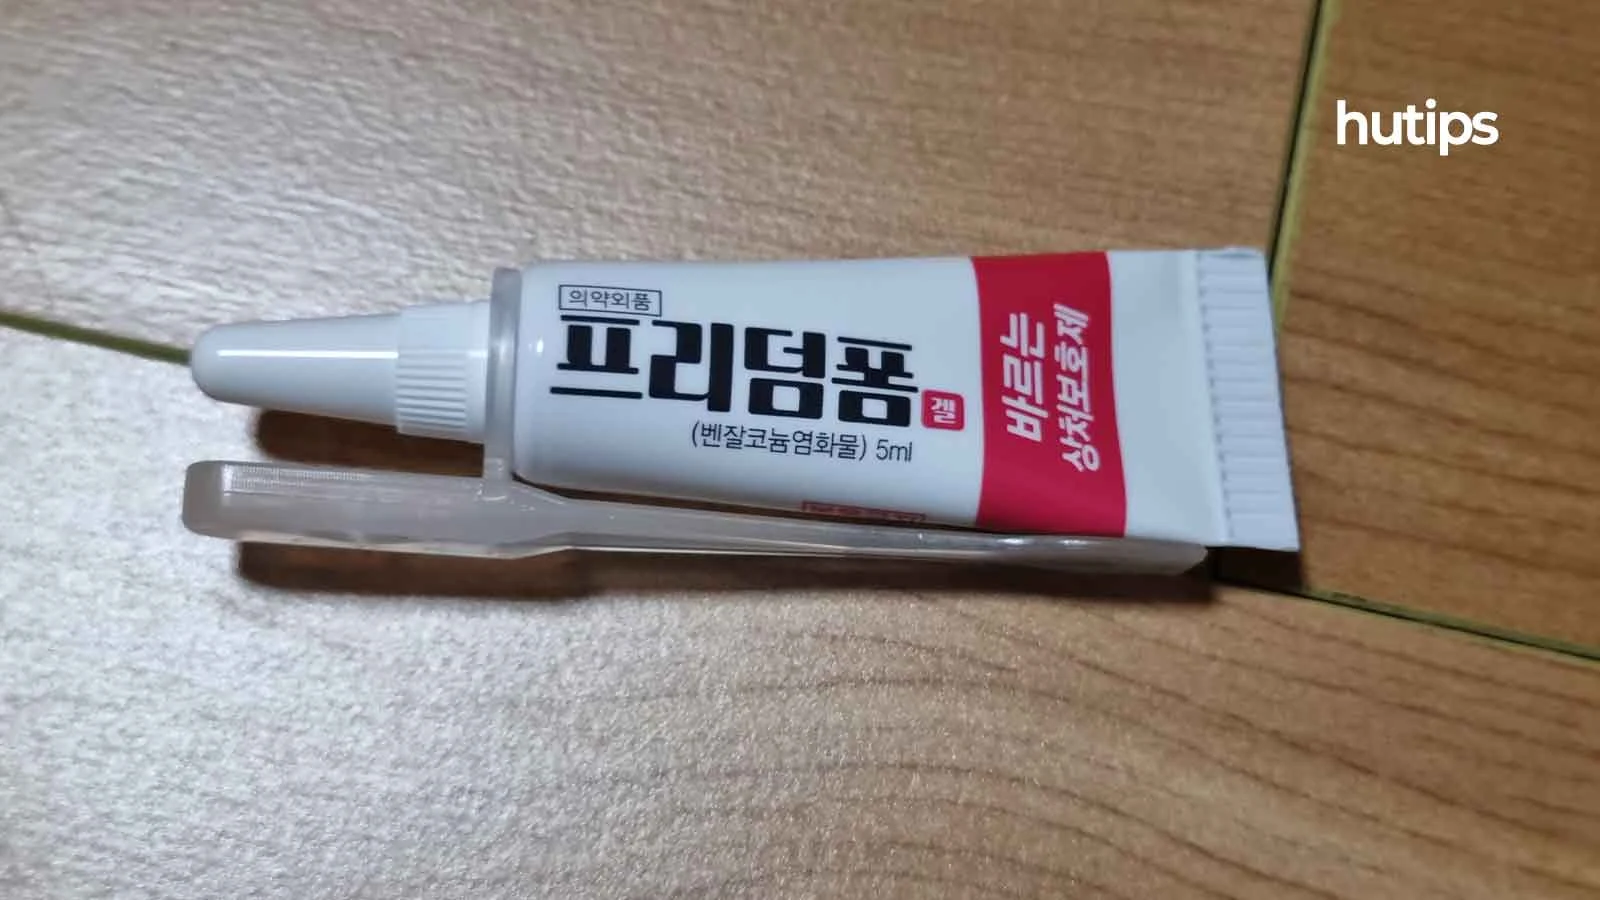 hutips
의약외품
프리덤폼
겔
(벤잘코늄염화물) 5ml
바르는
상처보호제